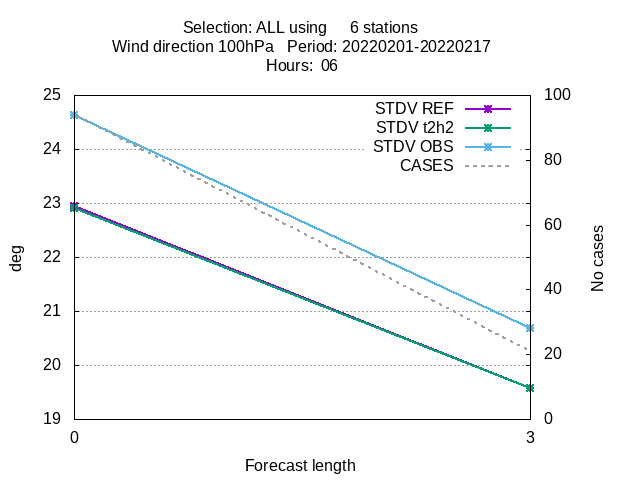 Selection: ALL using     6 stations
Wind direction 100hPa   Period: 20220201-20220217
Hours:  06
25
24
23
22
21
20
19
deg
100
80
60
40
20
0
No cases
STDV REF
STDV t2h2
STDV OBS
CASES
0
3
Forecast length